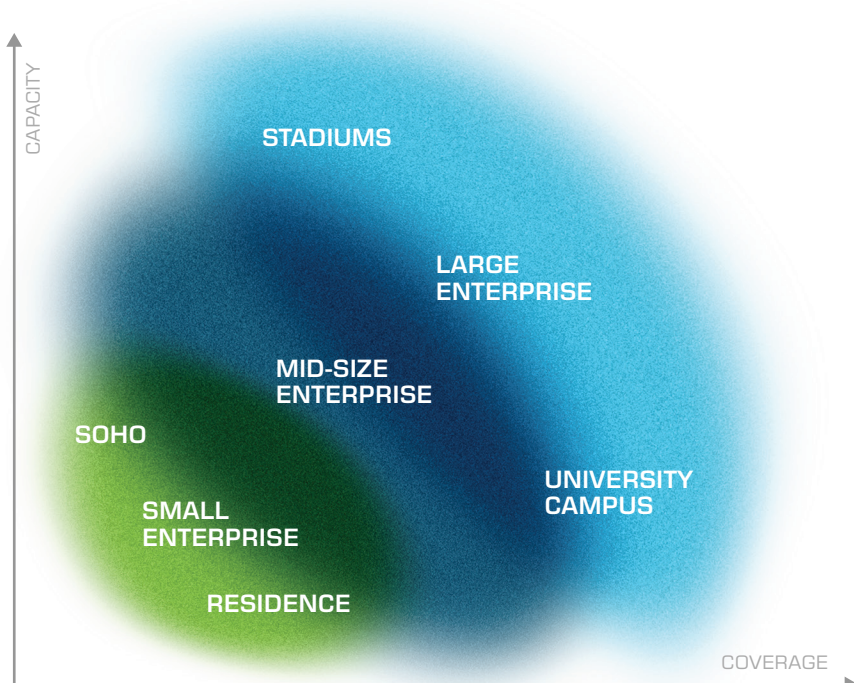 CAPACITY
STADIUMS
LARGE
ENTERPRISE
MID-SIZE
ENTERPRISE
SOHO
UNIVERSITY
CAMPUS
SMALL
ENTERPRISE
RESIDENCE
COVERAGE